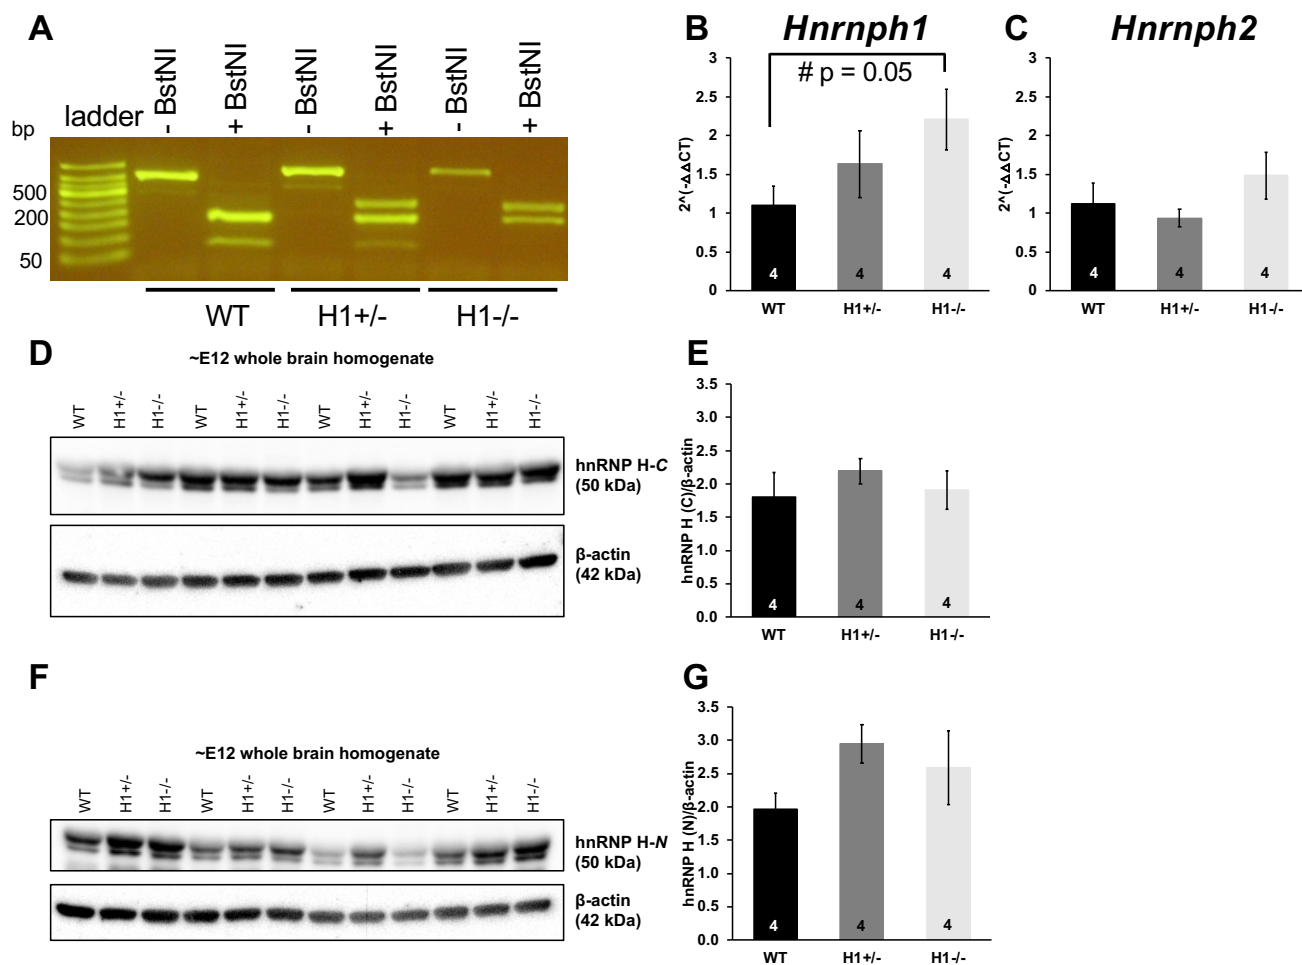 A
bp
ladder
- BstNI
+ BstNI
- BstNI
+ BstNI
- BstNI
+ BstNI
500
200
50
WT
H1+/-
H1-/-
B
Hnrnph1
# p = 0.05
2^(-ΔΔCT)
3
2.5
2
1.5
1
0.5
0
4
4
4
WT
H1+/-
H1-/-
C
Hnrnph2
2^(-ΔΔCT)
3
2.5
2
1.5
1
0.5
0
4
4
4
WT
H1+/-
H1-/-
D
~E12 whole brain homogenate
WT
H1+/-
H1-/-
WT
H1+/-
H1-/-
WT
H1+/-
H1-/-
WT
H1+/-
H1-/-
hnRNP H-C
(50 kDa)
β-actin
(42 kDa)
E
hnRNP H (C)/β-actin
3.5
3.0
2.5
2.0
1.5
1.0
0.5
0.0
4
4
4
WT
H1+/-
H1-/-
F
~E12 whole brain homogenate
WT
H1+/-
H1-/-
WT
H1+/-
H1-/-
WT
H1+/-
H1-/-
WT
H1+/-
H1-/-
hnRNP H-N
(50 kDa)
β-actin
(42 kDa)
G
hnRNP H (N)/β-actin
3.5
3.0
2.5
2.0
1.5
1.0
0.5
0.0
4
4
4
WT
H1+/-
H1-/-